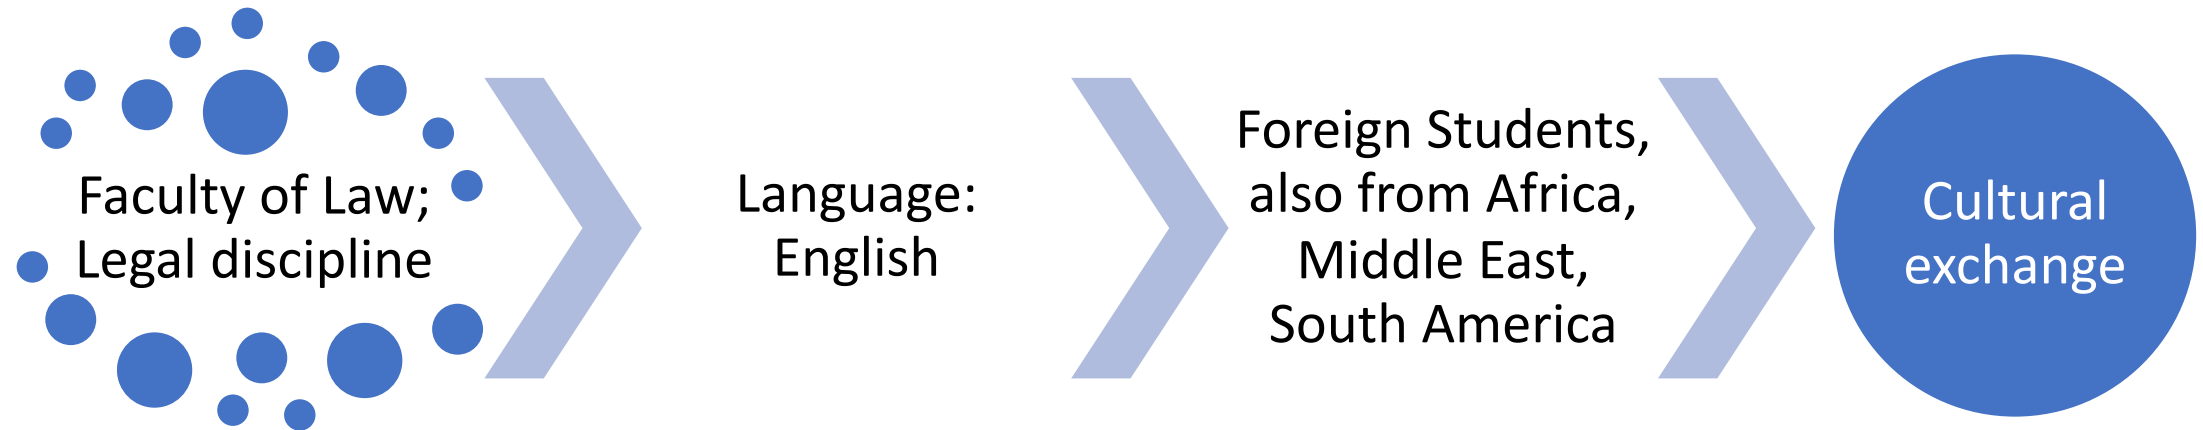 Faculty of Law;
Legal discipline
Language:
English
Foreign Students,
also from Africa,
Middle East,
South America
Cultural
exchange